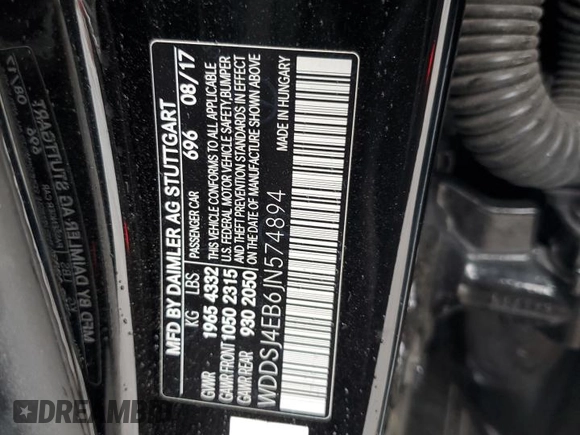 MFD BY DAIMLER AG STUTTGART
KG LBS PASSENGER CAR 696 08/17
GVWR 1965 4332 THIS VEHICLE CONFORMS TO ALL APPLICABLE
GAWR FRONT 1050 2315 U.S. FEDERAL MOTOR VEHICLE SAFETY, BUMPER
GAWR REAR 930 2050 AND THEFT PREVENTION STANDARDS IN EFFECT
ON THE DATE OF MANUFACTURE SHOWN ABOVE
WDDSJ4EB6JN574894 MADE IN HUNGARY
DREAMBID